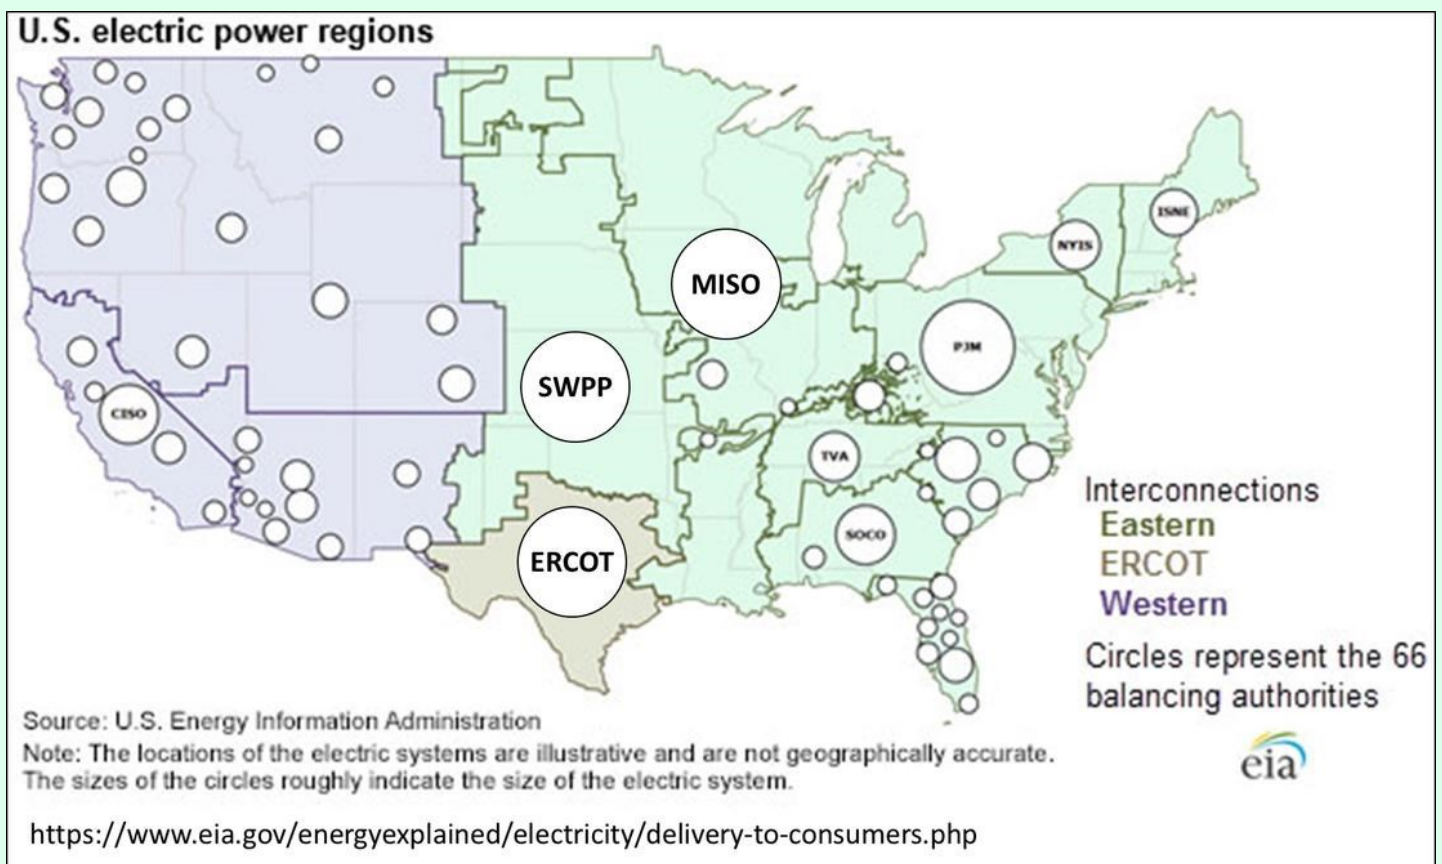 U.S. electric power regions
ISNE
NYIS
MISO
PJM
SWPP
CISO
TVA
SOCO
ERCOT
Interconnections
Eastern
ERCOT
Western
Circles represent the 66
balancing authorities
Source: U.S. Energy Information Administration
Note: The locations of the electric systems are illustrative and are not geographically accurate.
The sizes of the circles roughly indicate the size of the electric system.
eia
https://www.eia.gov/energyexplained/electricity/delivery-to-consumers.php